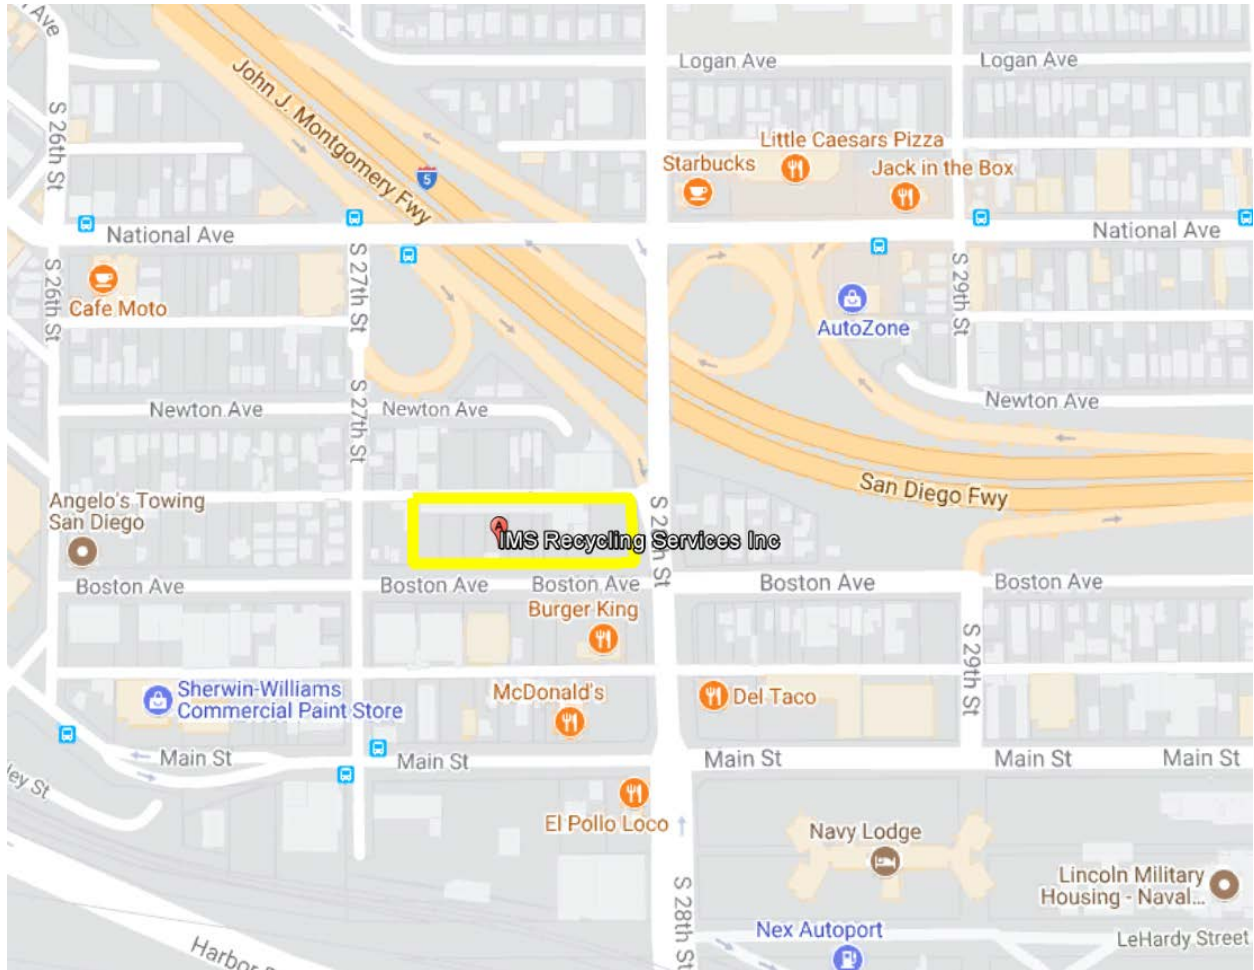 Ave
Logan Ave
Logan Ave
John J. Montgomery Fwy
S 26th St
5
Little Caesars Pizza
Starbucks
Jack in the Box
National Ave
National Ave
S 26th St
S 27th St
S 29th St
Cafe Moto
AutoZone
Newton Ave
Newton Ave
Newton Ave
S 27th St
San Diego Fwy
Angelo's Towing
San Diego
A
IMS Recycling Services Inc
S 28th St
Boston Ave
Boston Ave
Boston Ave
Boston Ave
Boston Ave
Burger King
S 29th St
Sherwin-Williams
Commercial Paint Store
McDonald's
Del Taco
Main St
Main St
Main St
Main St
Main St
ley St
El Pollo Loco
Navy Lodge
Lincoln Military
Housing - Naval...
S 28th St
Nex Autoport
LeHardy Street
Harbor